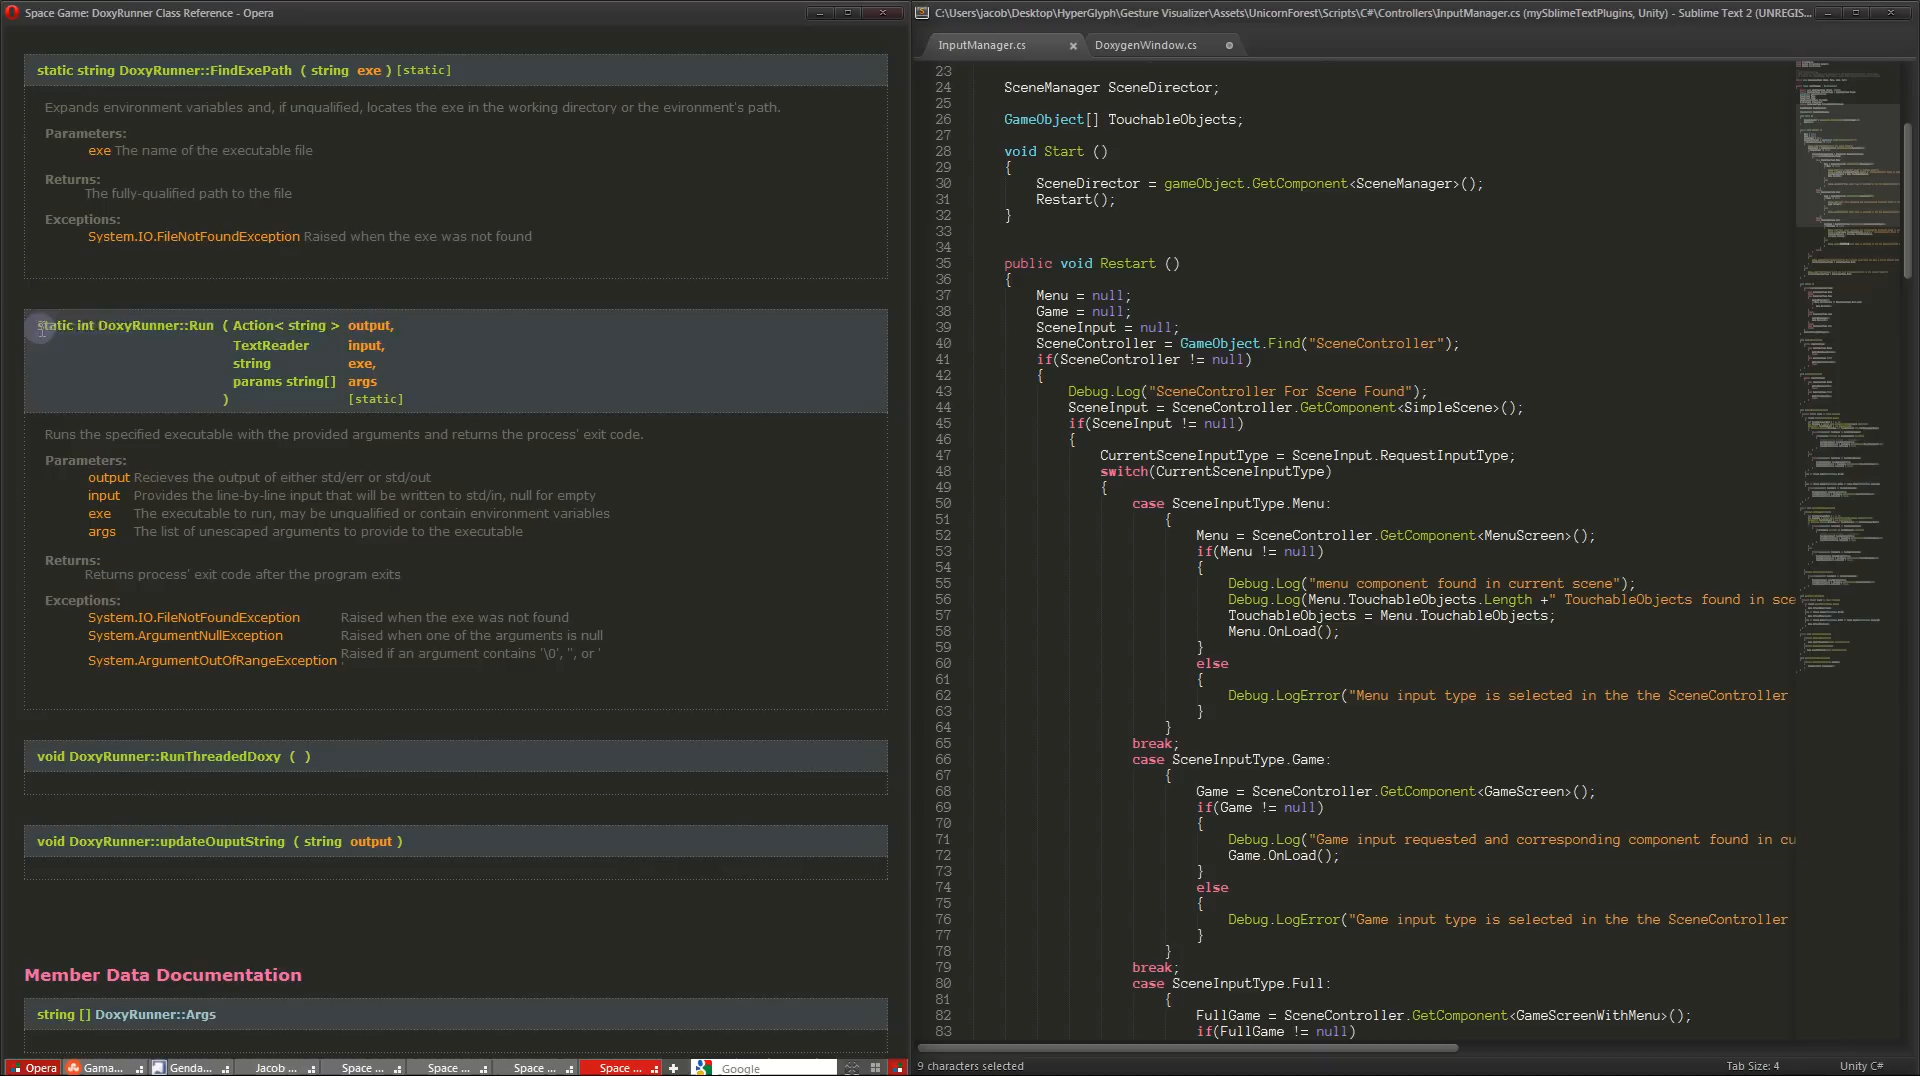 Space Game: DoxyRunner Class Reference - Opera
static string DoxyRunner::FindExePath ( string exe ) [static]
Expands environment variables and, if unqualified, locates the exe in the working directory or the evironment's path.
Parameters:
exe The name of the executable file
Returns:
The fully-qualified path to the file
Exceptions:
System.IO.FileNotFoundException Raised when the exe was not found
static int DoxyRunner::Run ( Action< string > output,
TextReader input,
string exe,
params string[] args
) [static]
Runs the specified executable with the provided arguments and returns the process' exit code.
Parameters:
output Recieves the output of either std/err or std/out
input Provides the line-by-line input that will be written to std/in, null for empty
exe The executable to run, may be unqualified or contain environment variables
args The list of unescaped arguments to provide to the executable
Returns:
Returns process' exit code after the program exits
Exceptions:
System.IO.FileNotFoundException Raised when the exe was not found
System.ArgumentNullException Raised when one of the arguments is null
System.ArgumentOutOfRangeException Raised if an argument contains '\0', '', or '
void DoxyRunner::RunThreadedDoxy ( )
void DoxyRunner::updateOuputString ( string output )
Member Data Documentation
string [] DoxyRunner::Args
Opera Gama... Genda... Jacob ... Space ... Space ... Space ... Space ... + Google
C:\Users\jacob\Desktop\HyperGlyph\Gesture Visualizer\Assets\UnicornForest\Scripts\C#\Controllers\InputManager.cs (mySblimeTextPlugins, Unity) - Sublime Text 2 (UNREGIS...
InputManager.cs × DoxygenWindow.cs
23
24 SceneManager SceneDirector;
25
26 GameObject[] TouchableObjects;
27
28 void Start ()
29 {
30 SceneDirector = gameObject.GetComponent<SceneManager>();
31 Restart();
32 }
33
34
35 public void Restart ()
36 {
37 Menu = null;
38 Game = null;
39 SceneInput = null;
40 SceneController = GameObject.Find("SceneController");
41 if(SceneController != null)
42 {
43 Debug.Log("SceneController For Scene Found");
44 SceneInput = SceneController.GetComponent<SimpleScene>();
45 if(SceneInput != null)
46 {
47 CurrentSceneInputType = SceneInput.RequestInputType;
48 switch(CurrentSceneInputType)
49 {
50 case SceneInputType.Menu:
51 {
52 Menu = SceneController.GetComponent<MenuScreen>();
53 if(Menu != null)
54 {
55 Debug.Log("menu component found in current scene");
56 Debug.Log(Menu.TouchableObjects.Length +" TouchableObjects found in sce
57 TouchableObjects = Menu.TouchableObjects;
58 Menu.OnLoad();
59 }
60 else
61 {
62 Debug.LogError("Menu input type is selected in the the SceneController
63 }
64 }
65 break;
66 case SceneInputType.Game:
67 {
68 Game = SceneController.GetComponent<GameScreen>();
69 if(Game != null)
70 {
71 Debug.Log("Game input requested and corresponding component found in cu
72 Game.OnLoad();
73 }
74 else
75 {
76 Debug.LogError("Game input type is selected in the the SceneController
77 }
78 }
79 break;
80 case SceneInputType.Full:
81 {
82 FullGame = SceneController.GetComponent<GameScreenWithMenu>();
83 if(FullGame != null)
9 characters selected Tab Size: 4 Unity C#